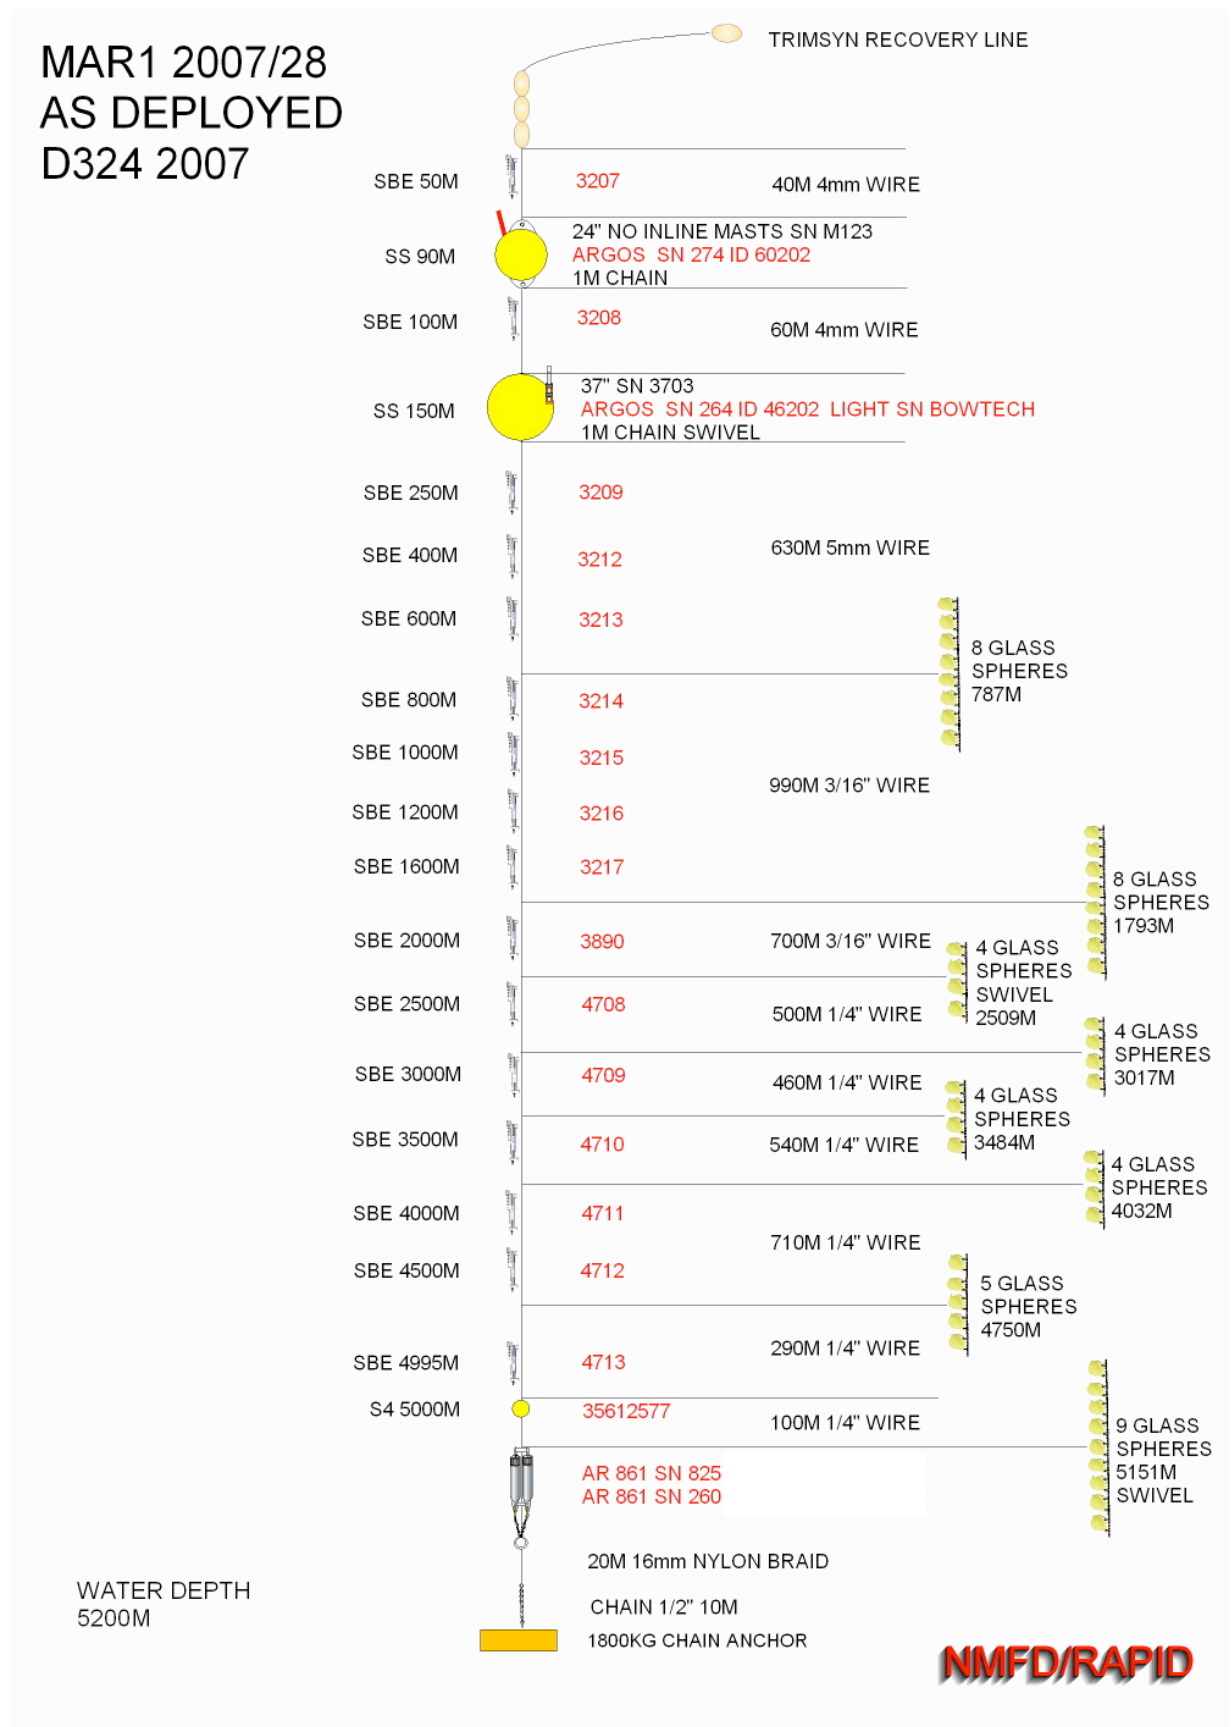 MAR1 2007/28
AS DEPLOYED
D324 2007
TRIMSYN RECOVERY LINE
SBE 50M
3207
40M 4mm WIRE
24" NO INLINE MASTS SN M123
SS 90M
ARGOS SN 274 ID 60202
1M CHAIN
SBE 100M
3208
60M 4mm WIRE
37" SN 3703
SS 150M
ARGOS SN 264 ID 46202 LIGHT SN BOWTECH
1M CHAIN SWIVEL
SBE 250M
3209
630M 5mm WIRE
SBE 400M
3212
SBE 600M
3213
8 GLASS
SPHERES
787M
SBE 800M
3214
SBE 1000M
3215
990M 3/16" WIRE
SBE 1200M
3216
SBE 1600M
3217
8 GLASS
SPHERES
1793M
SBE 2000M
3890
700M 3/16" WIRE
4 GLASS
SPHERES
SWIVEL
2509M
SBE 2500M
4708
500M 1/4" WIRE
4 GLASS
SPHERES
3017M
SBE 3000M
4709
460M 1/4" WIRE
4 GLASS
SPHERES
3484M
SBE 3500M
4710
540M 1/4" WIRE
4 GLASS
SPHERES
4032M
SBE 4000M
4711
710M 1/4" WIRE
SBE 4500M
4712
5 GLASS
SPHERES
4750M
290M 1/4" WIRE
SBE 4995M
4713
S4 5000M
35612577
100M 1/4" WIRE
9 GLASS
SPHERES
5151M
SWIVEL
AR 861 SN 825
AR 861 SN 260
20M 16mm NYLON BRAID
WATER DEPTH
5200M
CHAIN 1/2" 10M
1800KG CHAIN ANCHOR
NMFD/RAPID